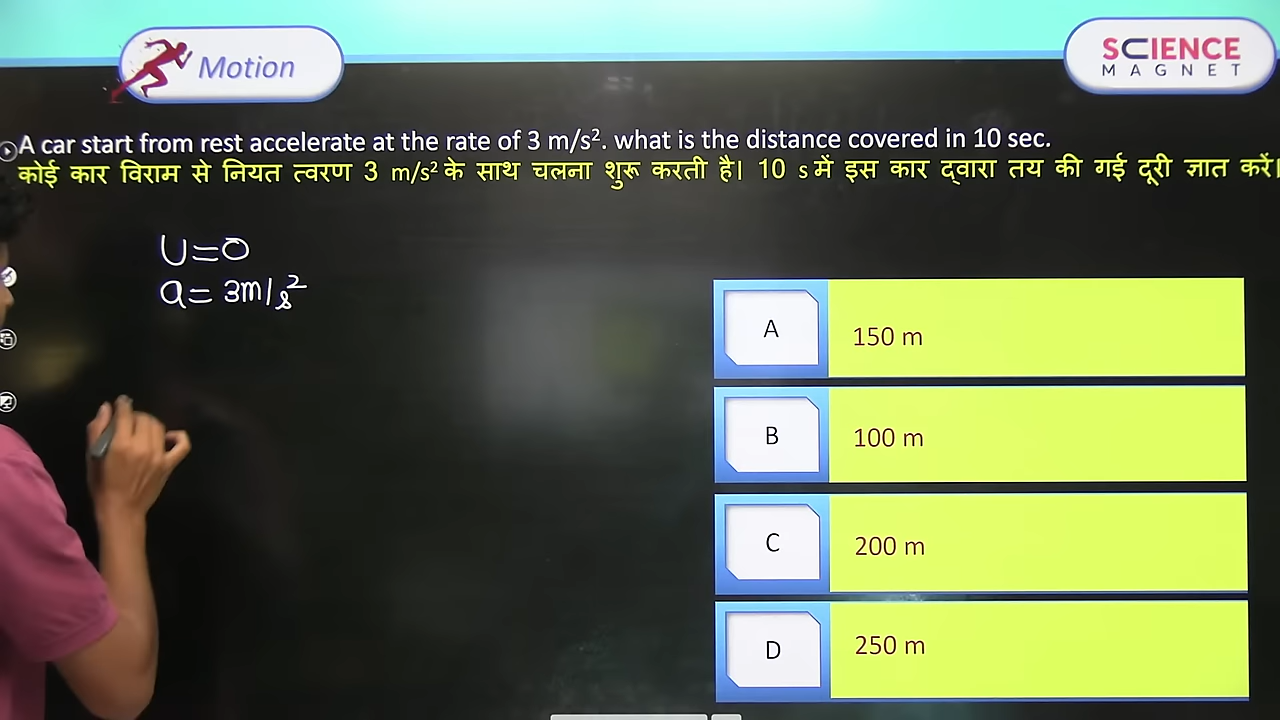 Motion
SCIENCE
MAGNET
A car start from rest accelerate at the rate of 3 m/s². what is the distance covered in 10 sec.
कोई कार विराम से नियत त्वरण 3 m/s² के साथ चलना शुरू करती है। 10 s में इस कार द्वारा तय की गई दूरी ज्ञात करें।
U=0
a= 3m/s²
A 150 m
B 100 m
C 200 m
D 250 m